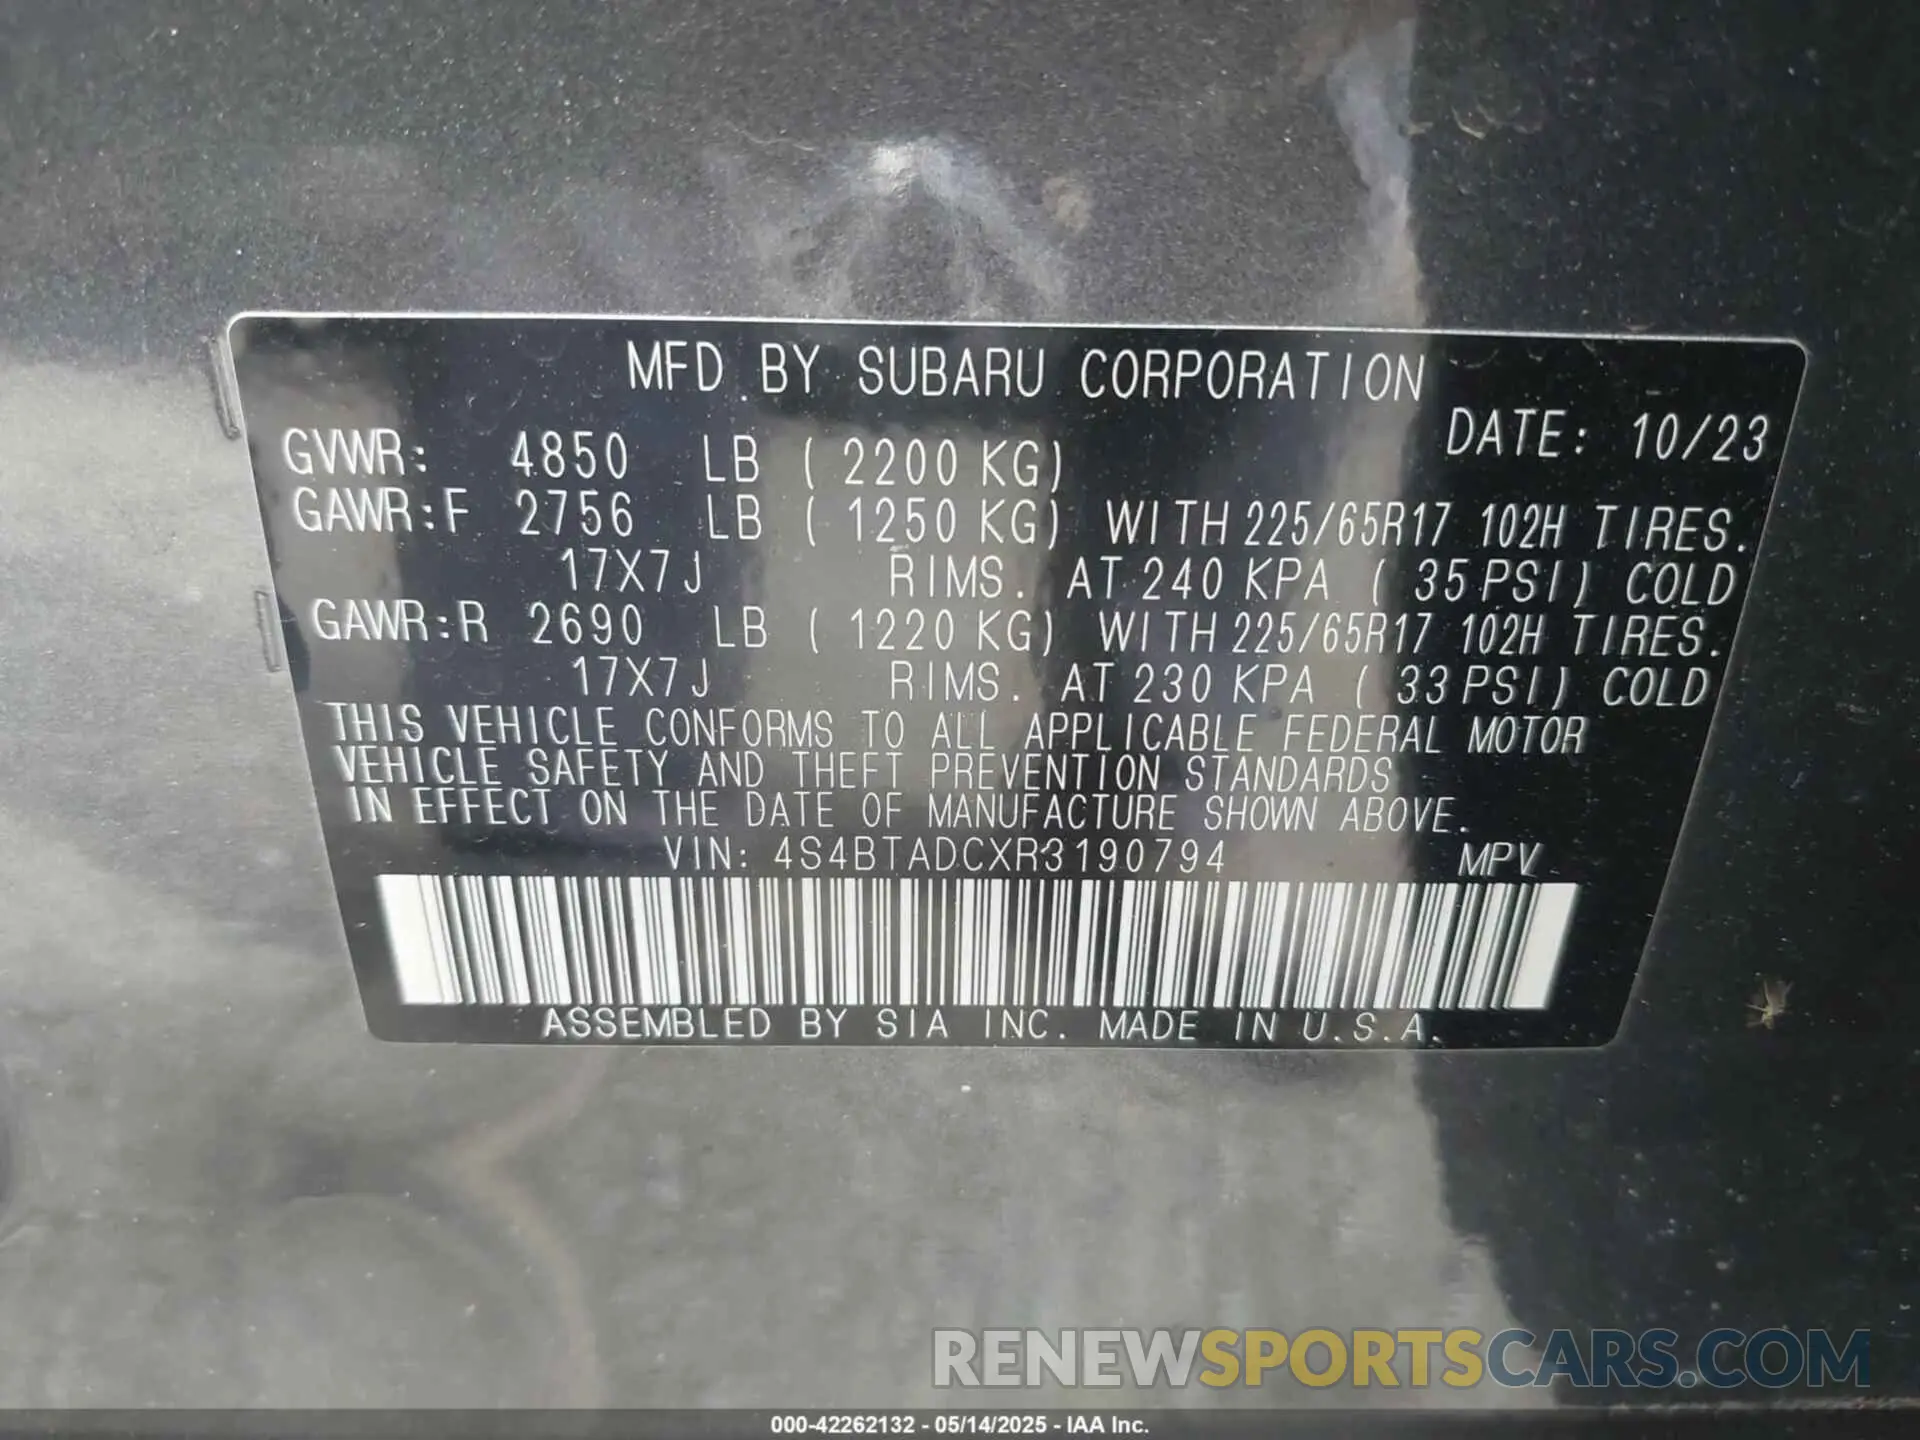 MFD BY SUBARU CORPORATION
DATE: 10/23
GVWR: 4850 LB ( 2200 KG)
GAWR:F 2756 LB ( 1250 KG) WITH 225/65R17 102H TIRES.
17X7J RIMS. AT 240 KPA ( 35 PSI) COLD
GAWR:R 2690 LB ( 1220 KG) WITH 225/65R17 102H TIRES.
17X7J RIMS. AT 230 KPA ( 33 PSI) COLD
THIS VEHICLE CONFORMS TO ALL APPLICABLE FEDERAL MOTOR
VEHICLE SAFETY AND THEFT PREVENTION STANDARDS
IN EFFECT ON THE DATE OF MANUFACTURE SHOWN ABOVE.
VIN: 4S4BTADCXR3190794 MPV
ASSEMBLED BY SIA INC. MADE IN U.S.A.
RENEWSPORTSCARS.COM
000-42262132 - 05/14/2025 - IAA Inc.